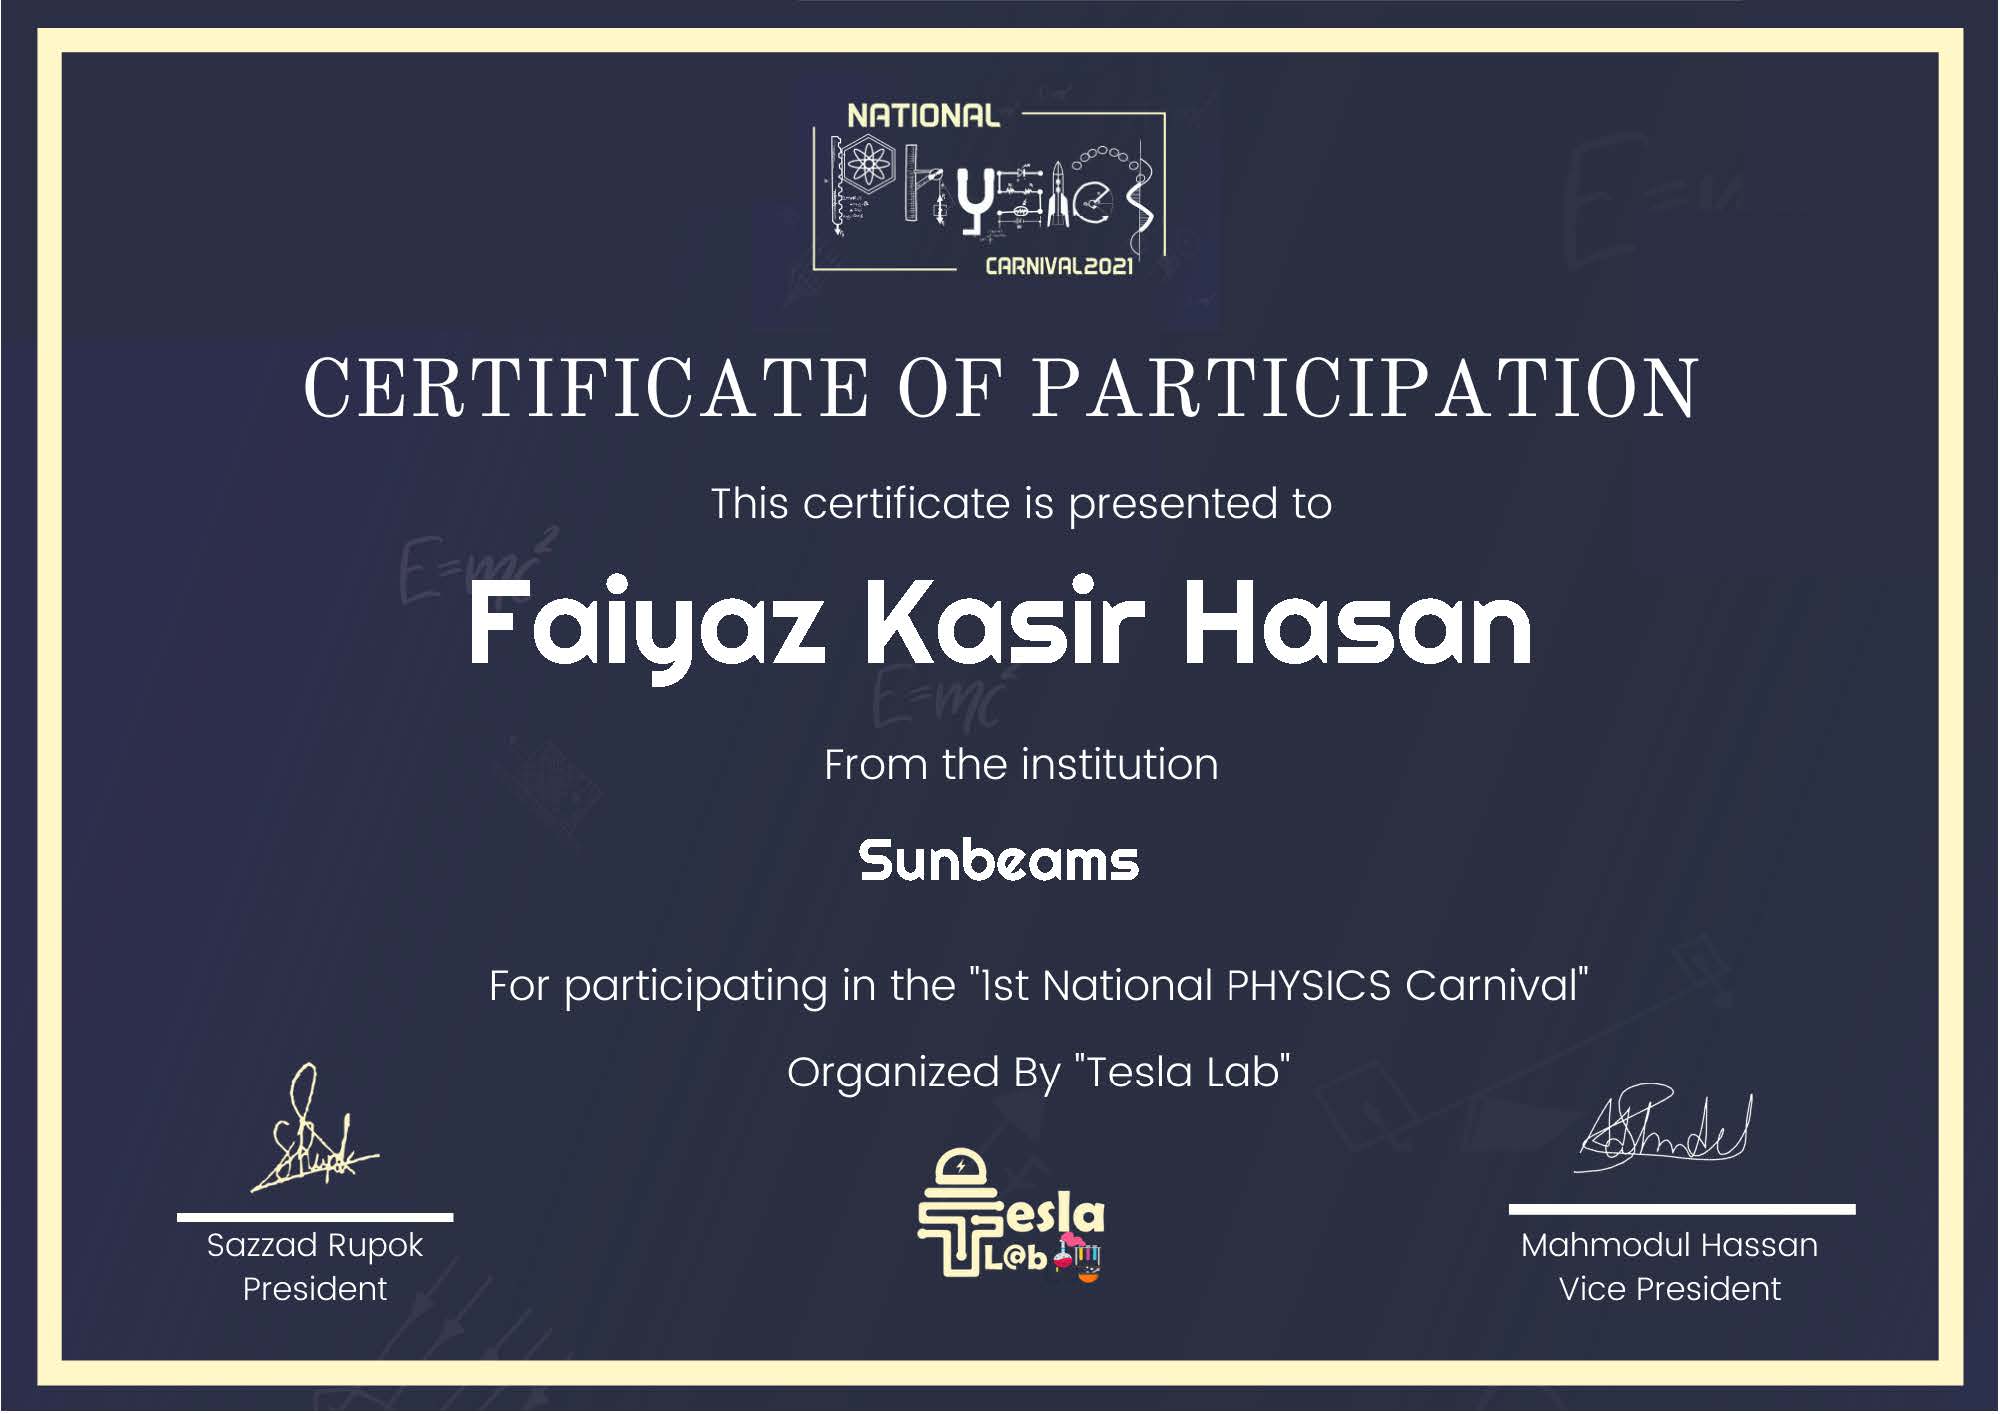 NATIONAL
Physics
CARNIVAL2021
CERTIFICATE OF PARTICIPATION
This certificate is presented to
E=mc²
Faiyaz Kasir Hasan
E=mc²
From the institution
Sunbeams
For participating in the "1st National PHYSICS Carnival"
Organized By "Tesla Lab"
Tesla
L@b
Sazzad Rupok
President
Mahmodul Hassan
Vice President